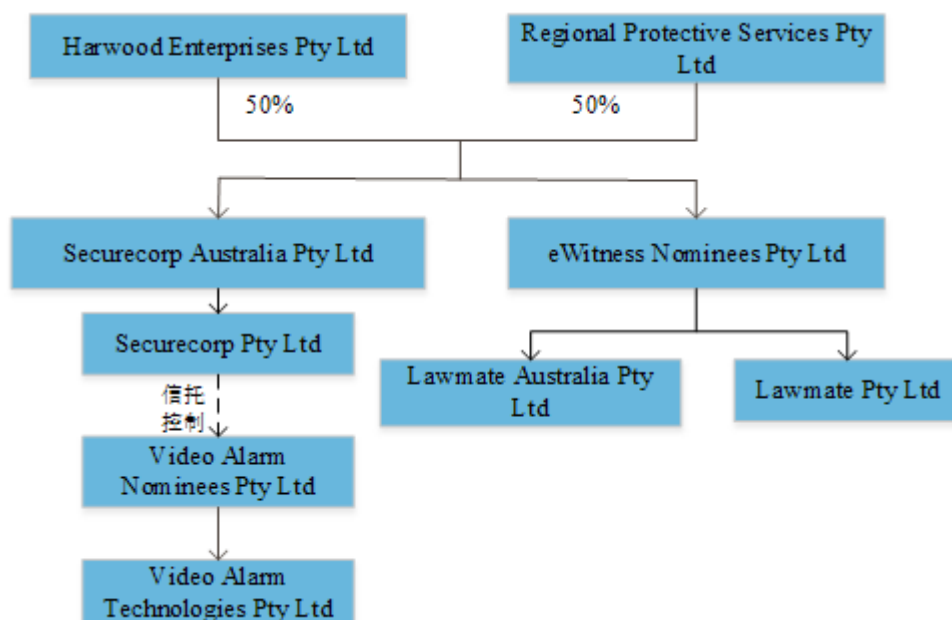 Harwood Enterprises Pty Ltd
Regional Protective Services Pty
Ltd
50%
50%
Securecorp Australia Pty Ltd
eWitness Nominees Pty Ltd
Securecorp Pty Ltd
Lawmate Australia Pty
Ltd
Lawmate Pty Ltd
信托
控制
Video Alarm
Nominees Pty Ltd
Video Alarm
Technologies Pty Ltd